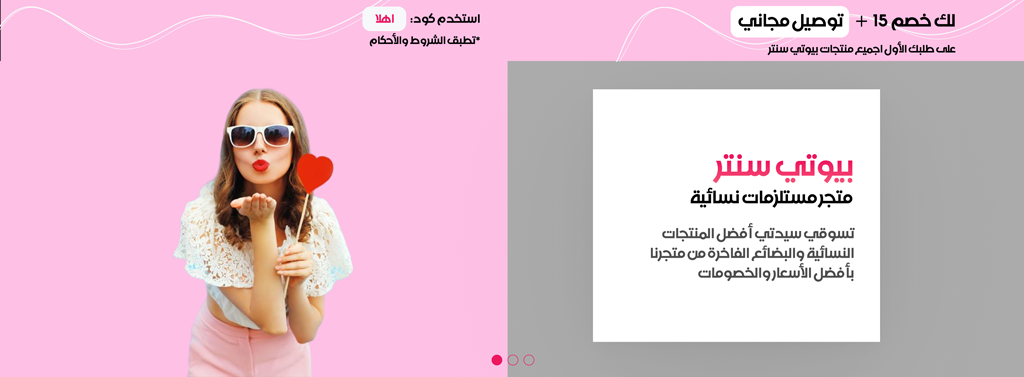 لك خصم 15 + توصيل مجاني
على طلبك الأول اجميع منتجات بيوتي سنتر
استخدم كود: اهلا
*تطبق الشروط والأحكام
بيوتي سنتر
متجر مستلزمات نسائية
تسوقي سيدتي أفضل المنتجات
النسائية والبضائع الفاخرة من متجرنا
بأفضل الأسعار والخصومات